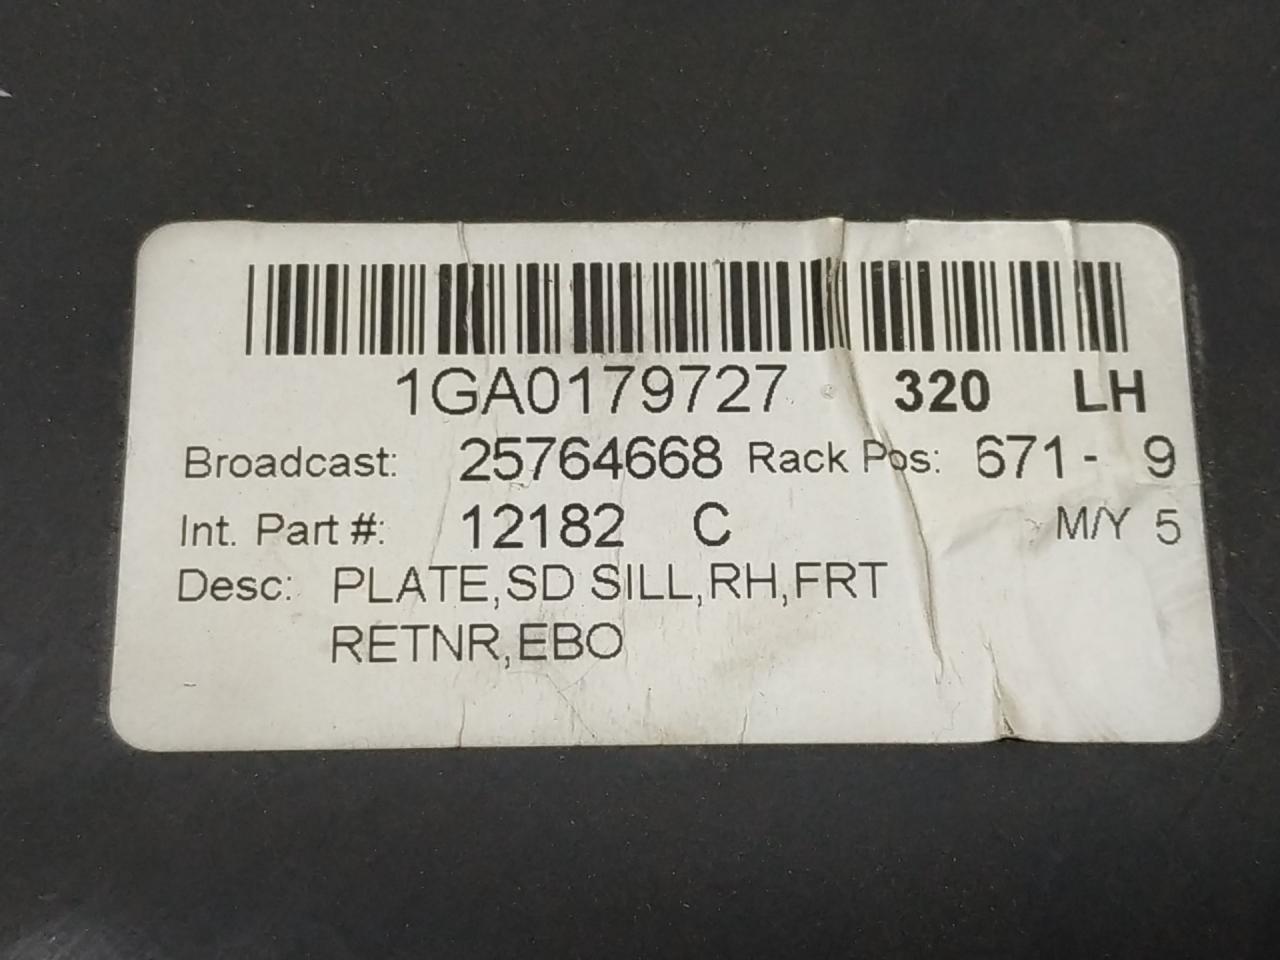 1GA0179727 320 LH
Broadcast: 25764668 Rack Pos: 671- 9
Int. Part #: 12182 C M/Y 5
Desc: PLATE,SD SILL,RH,FRT
RETNR,EBO